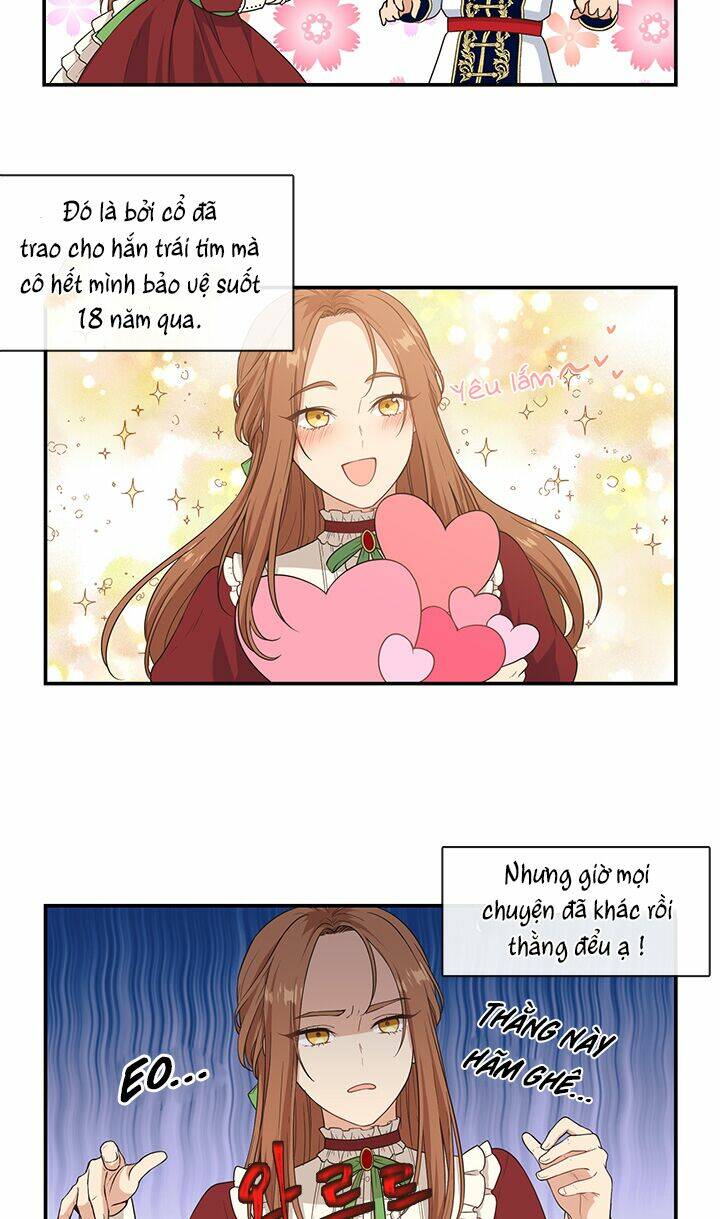 Đó là bởi cổ đã
trao cho hắn trái tim mà
cô hết mình bảo vệ suốt
18 năm qua.
Yêu lắm~
Nhưng giờ mọi
chuyện đã khác rồi
thằng đểu ạ !
THẰNG NÀY
HÃM GHÊ...
EO...
와르르